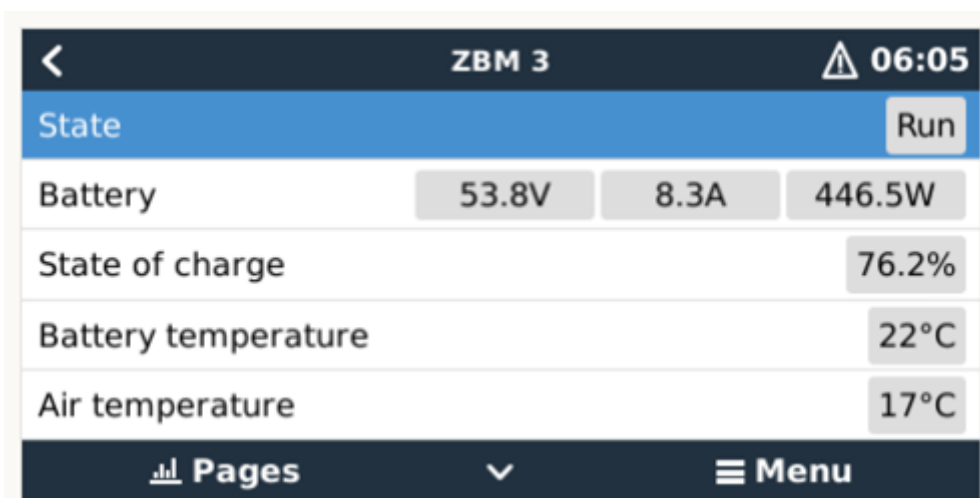 ZBM 3 06:05
State Run
Battery 53.8V 8.3A 446.5W
State of charge 76.2%
Battery temperature 22°C
Air temperature 17°C
Pages Menu